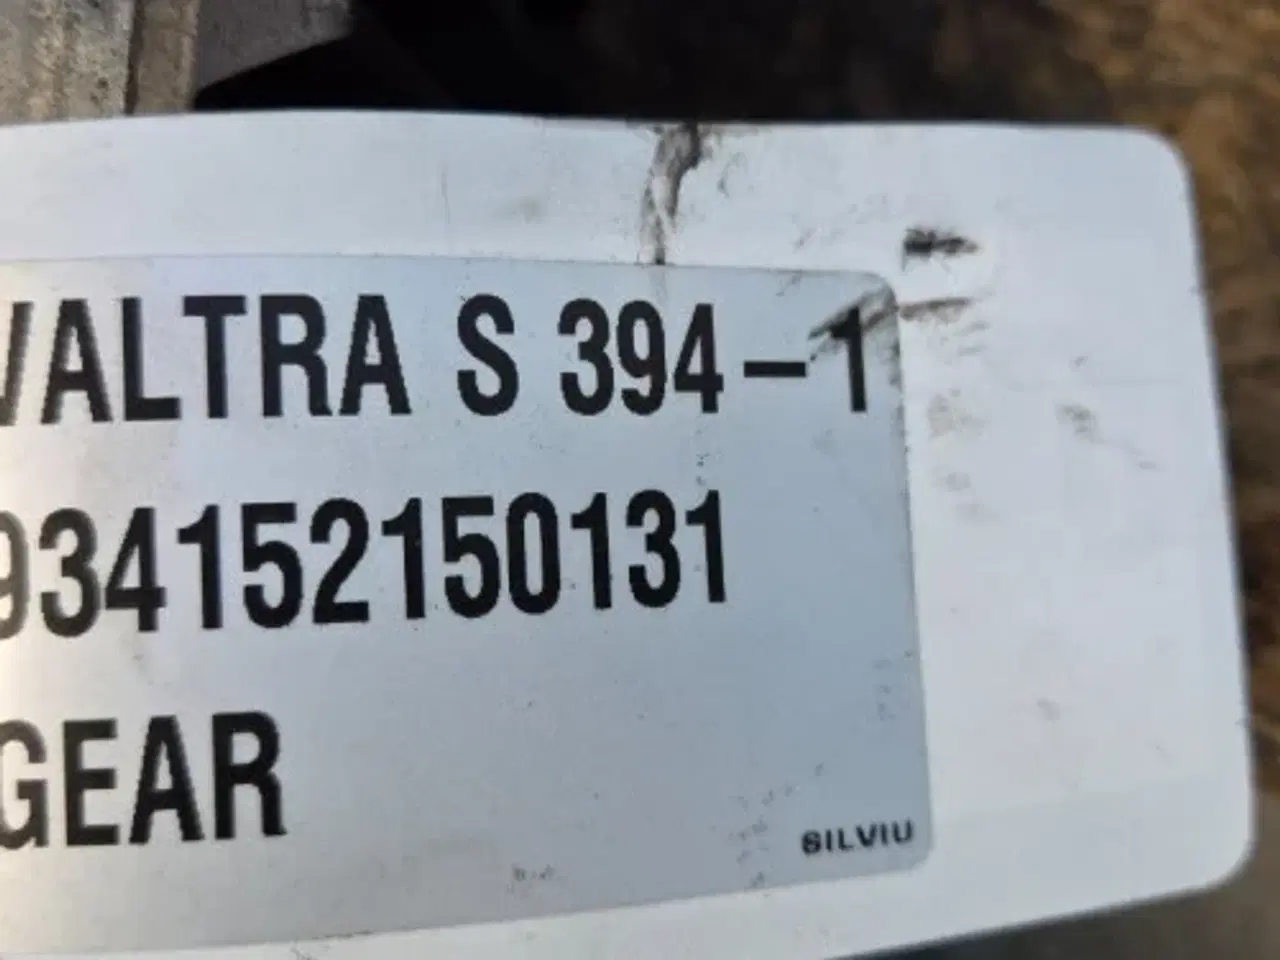 VALTRA S 394-1
934152150131
GEAR
SILVIU